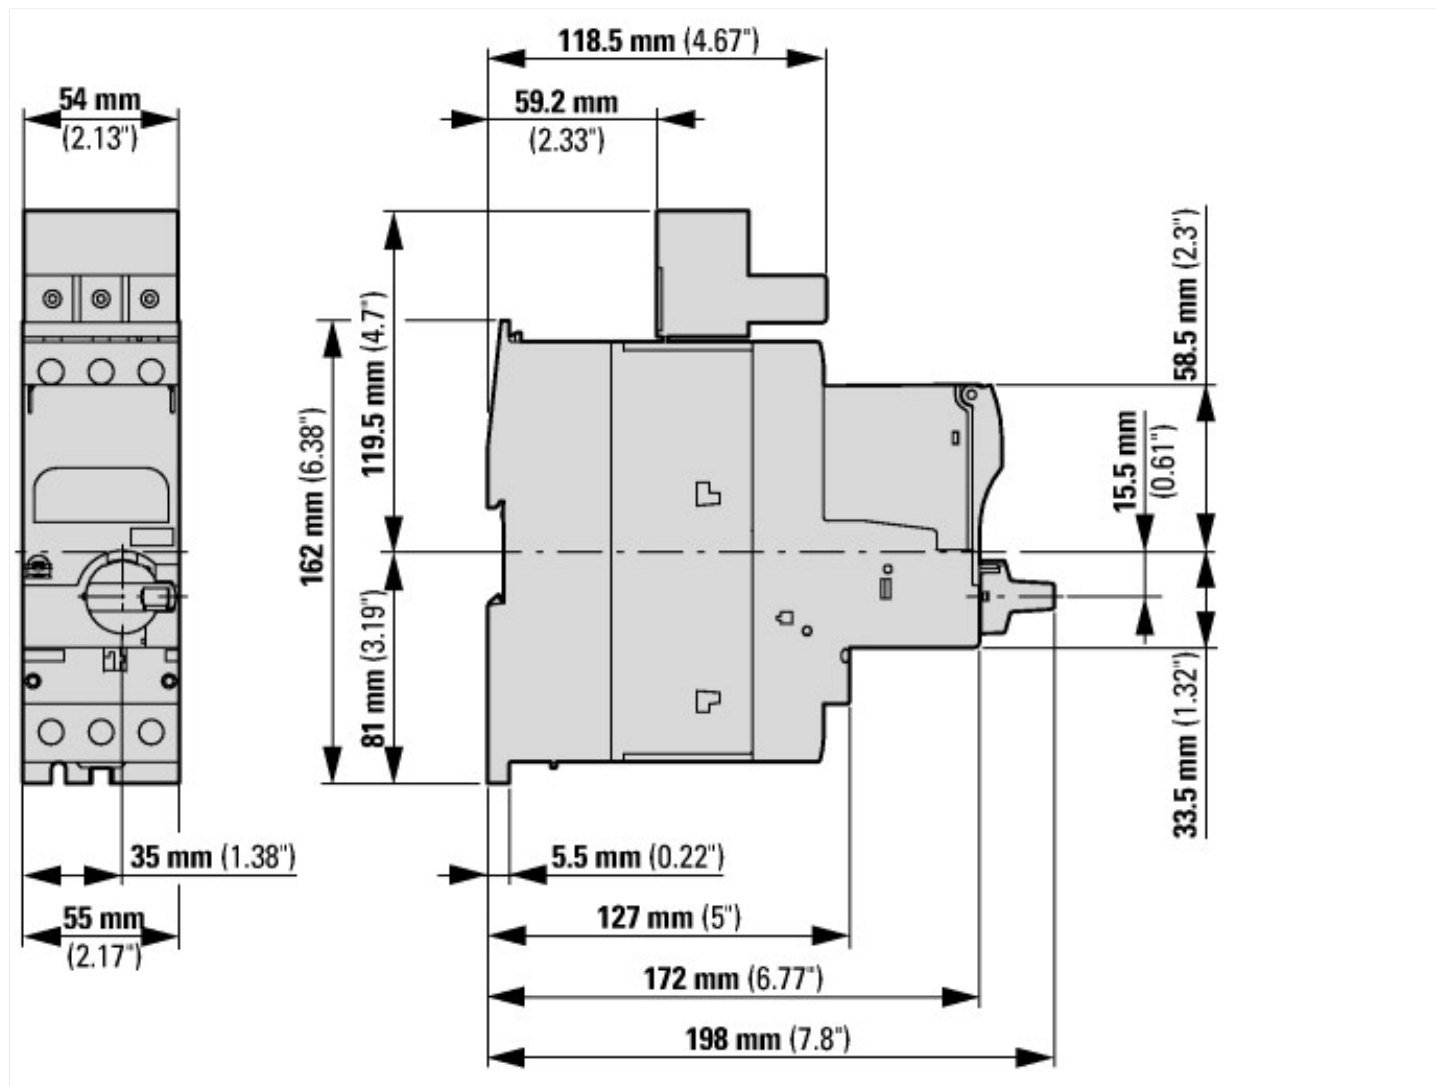 118.5 mm (4.67")
54 mm
(2.13")
59.2 mm
(2.33")
58.5 mm (2.3")
119.5 mm (4.7")
162 mm (6.38")
15.5 mm
(0.61")
81 mm (3.19")
33.5 mm (1.32")
35 mm (1.38")
5.5 mm (0.22")
55 mm
(2.17")
127 mm (5")
172 mm (6.77")
198 mm (7.8")